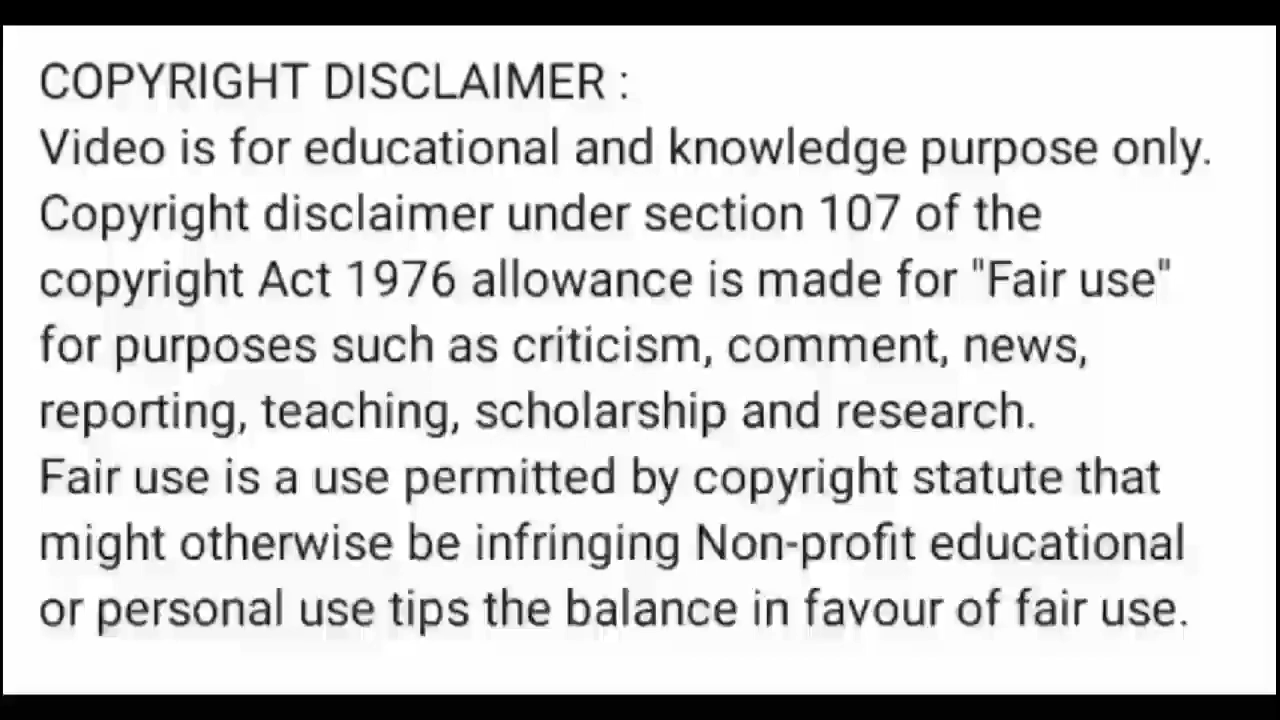 COPYRIGHT DISCLAIMER :
Video is for educational and knowledge purpose only.
Copyright disclaimer under section 107 of the
copyright Act 1976 allowance is made for "Fair use"
for purposes such as criticism, comment, news,
reporting, teaching, scholarship and research.
Fair use is a use permitted by copyright statute that
might otherwise be infringing Non-profit educational
or personal use tips the balance in favour of fair use.